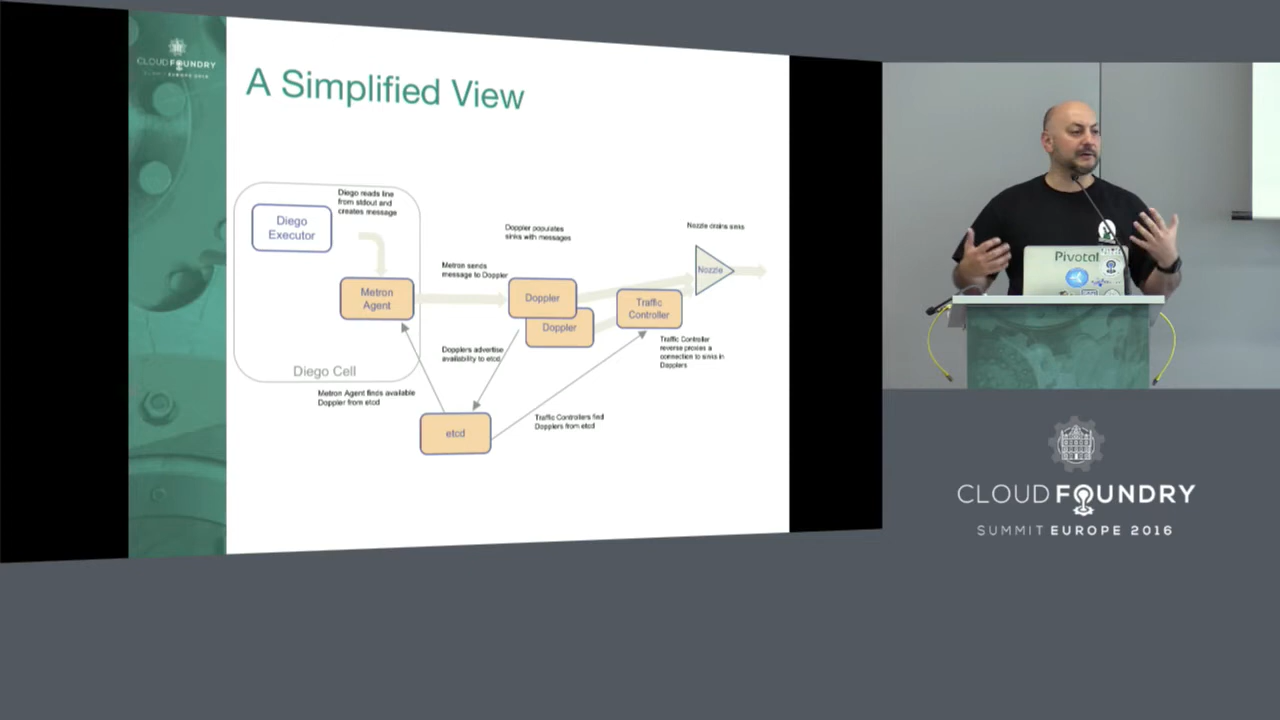 CLOUD FOUNDRY
SUMMIT EUROPE 2016
A Simplified View
Diego reads line
from stdout and
creates message
Diego
Executor
Metron
Agent
Diego Cell
Metron sends
message to Doppler
Doppler populates
sinks with messages
Doppler
Doppler
Nozzle drains sinks
Nozzle
Traffic
Controller
Traffic Controller
reverse proxies a
connection to sinks in
Dopplers
Dopplers advertise
availability to etcd
Metron Agent finds available
Doppler from etcd
etcd
Traffic Controllers find
Dopplers from etcd
Pivotal
CLOUD FOUNDRY
SUMMIT EUROPE 2016